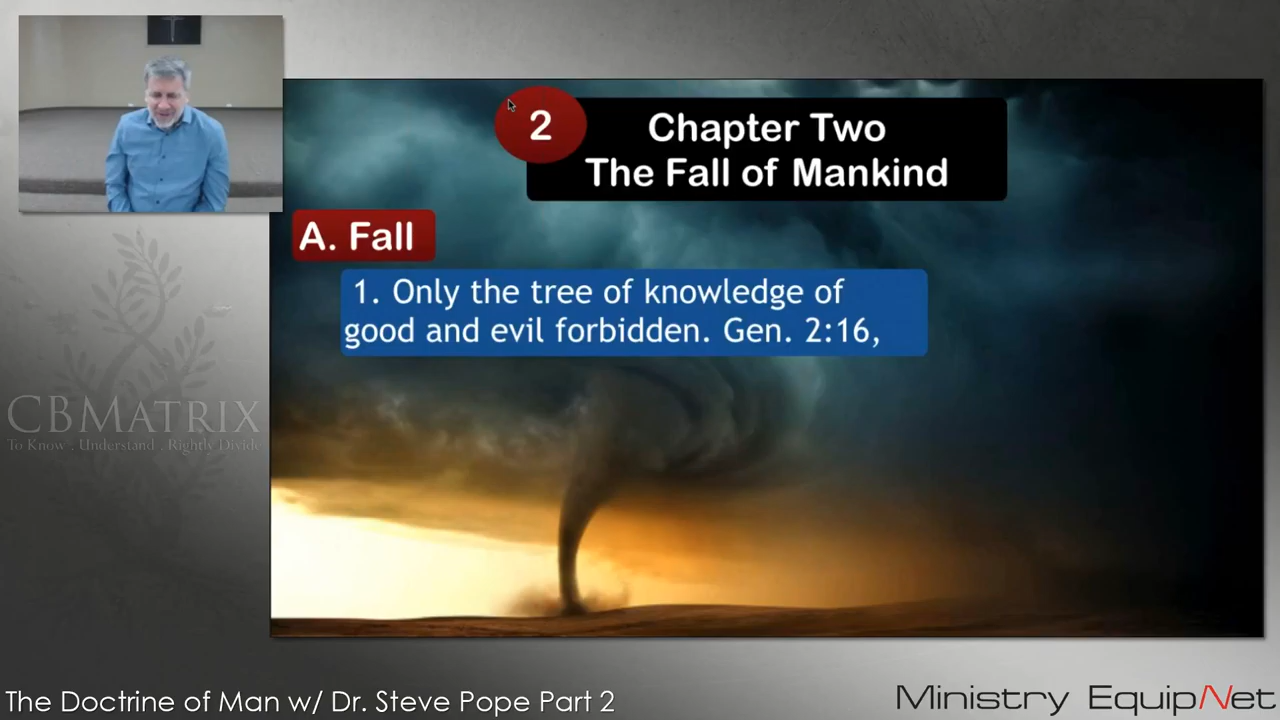 2
Chapter Two
The Fall of Mankind
A. Fall
1. Only the tree of knowledge of
good and evil forbidden. Gen. 2:16,
CBMATRIX
To Know . Understand . Rightly Divide
The Doctrine of Man w/ Dr. Steve Pope Part 2
Ministry EquipNet